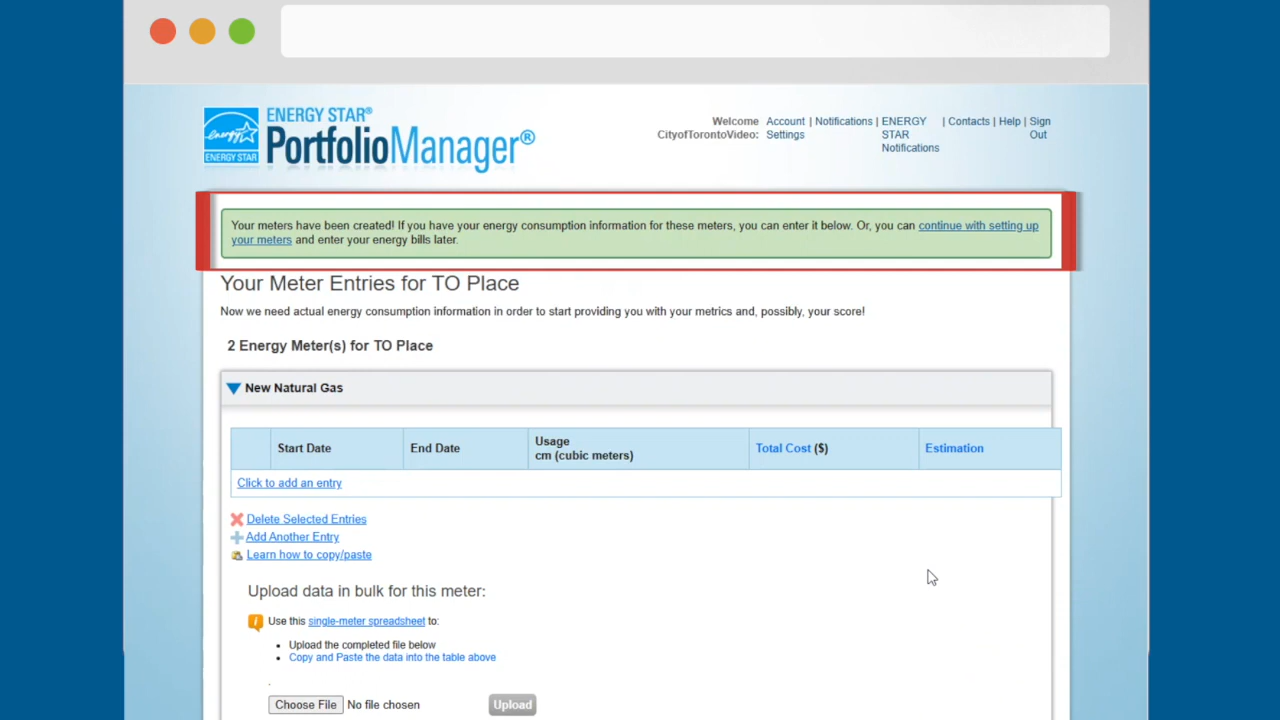 ENERGY STAR®
PortfolioManager®
energy
ENERGY STAR
Welcome
CityofTorontoVideo:
Account
Settings
| Notifications |
ENERGY
STAR
Notifications
| Contacts | Help | Sign
Out
Your meters have been created! If you have your energy consumption information for these meters, you can enter it below. Or, you can continue with setting up
your meters and enter your energy bills later.
Your Meter Entries for TO Place
Now we need actual energy consumption information in order to start providing you with your metrics and, possibly, your score!
2 Energy Meter(s) for TO Place
New Natural Gas
Start Date
End Date
Usage
cm (cubic meters)
Total Cost ($)
Estimation
Click to add an entry
Delete Selected Entries
Add Another Entry
Learn how to copy/paste
Upload data in bulk for this meter:
Use this single-meter spreadsheet to:
• Upload the completed file below
• Copy and Paste the data into the table above
.
Choose File No file chosen
Upload